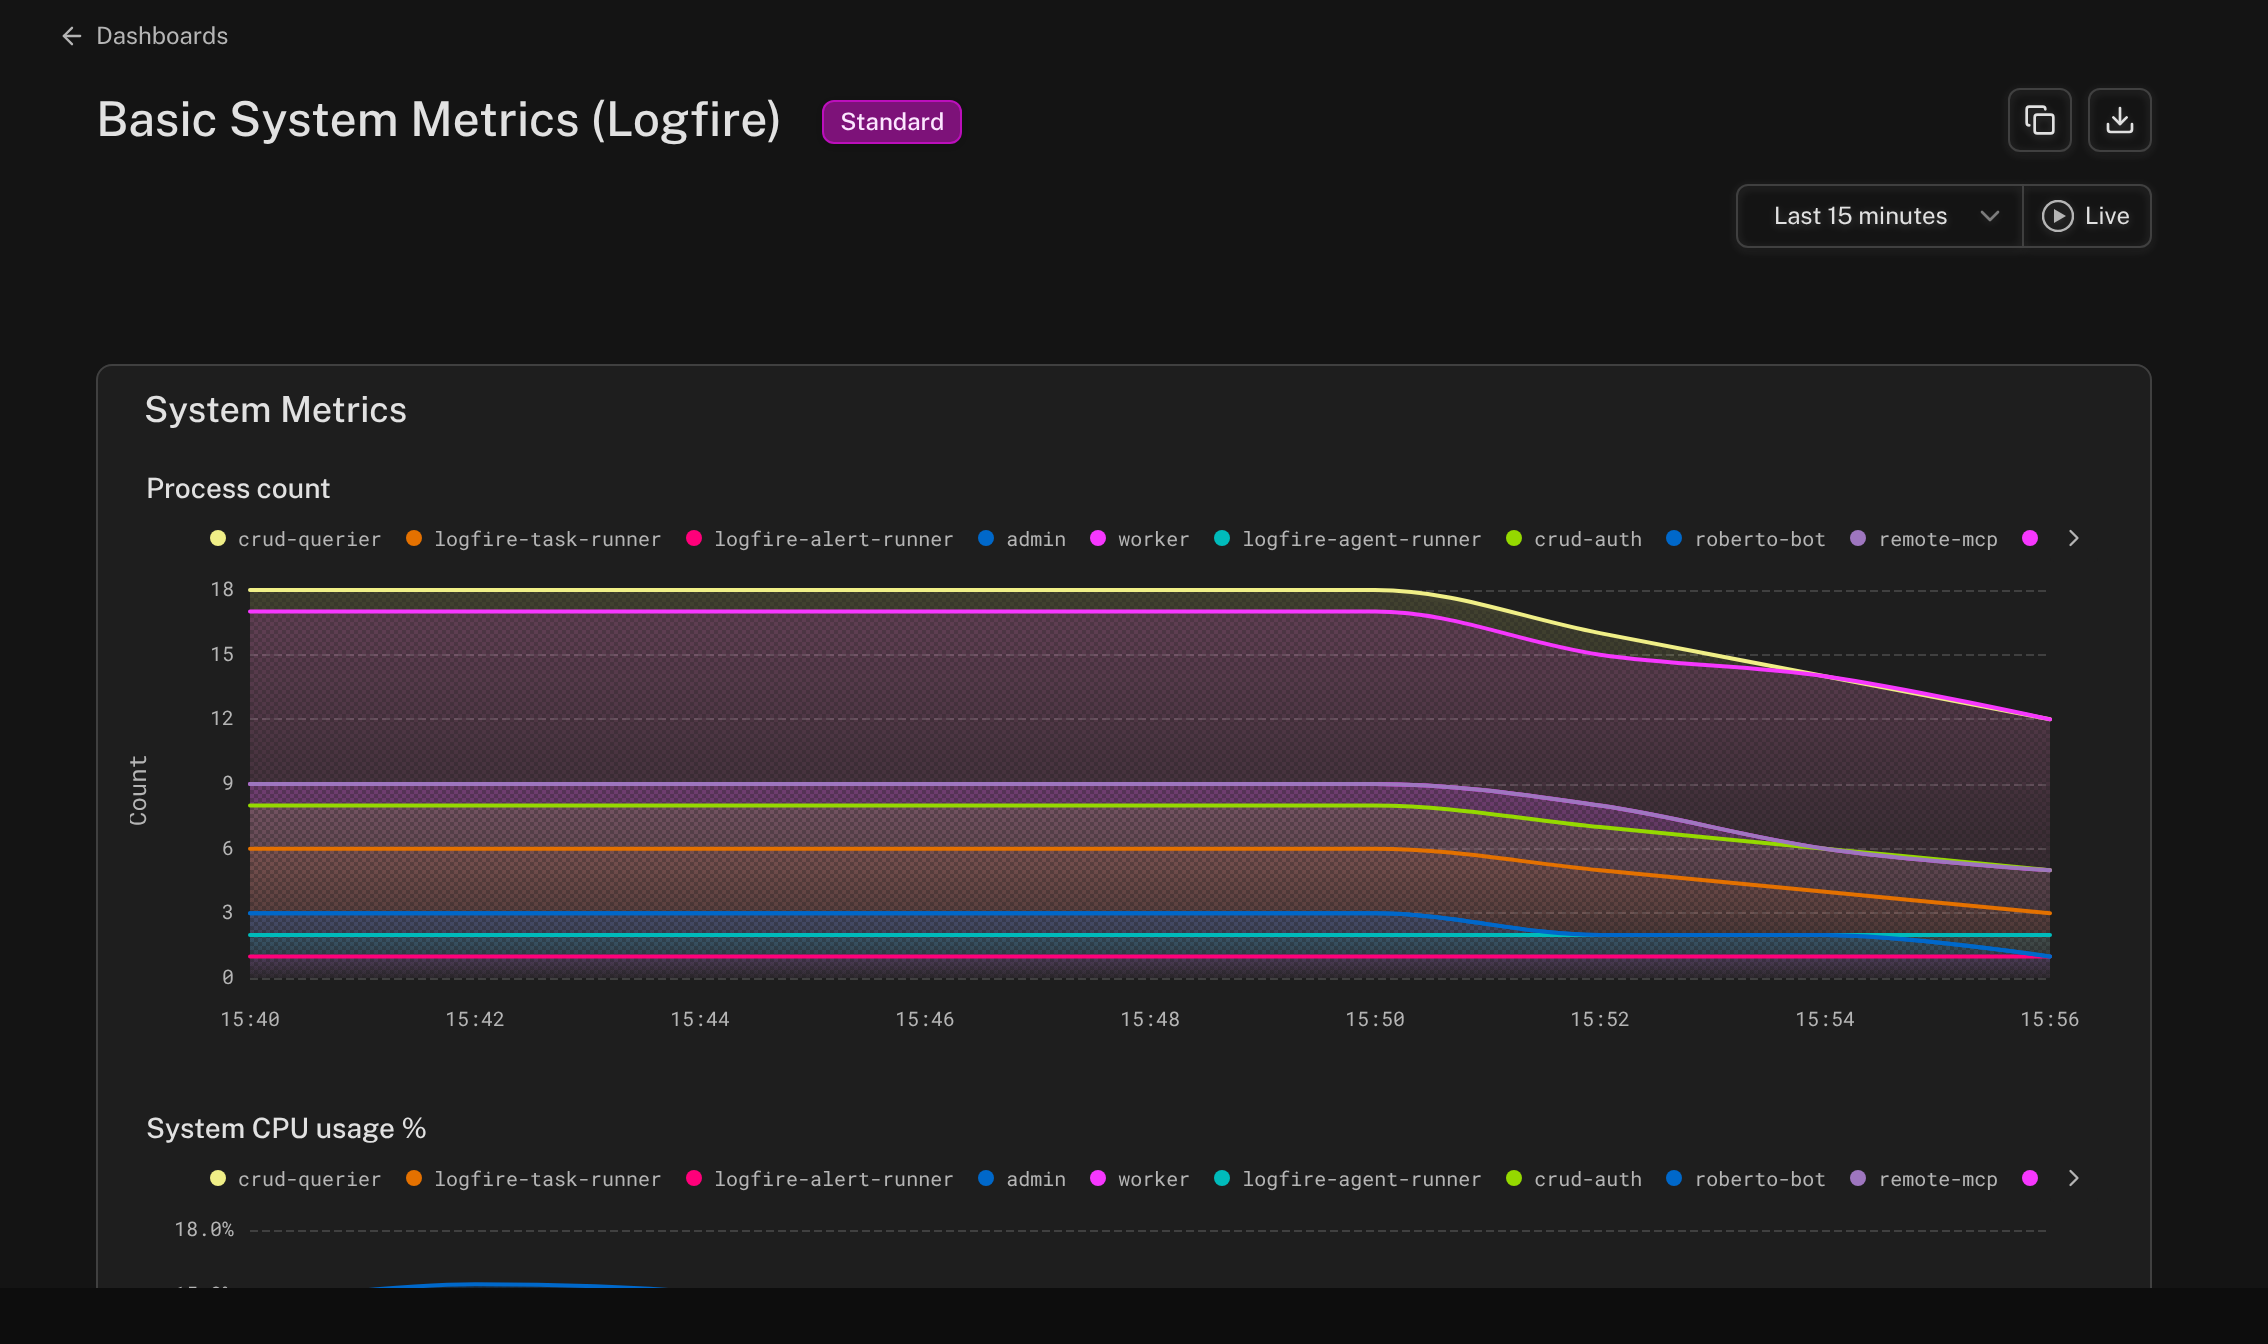 Dashboards
Basic System Metrics (Logfire) Standard
Last 15 minutes Live
System Metrics
Process count
crud-querier logfire-task-runner logfire-alert-runner admin worker logfire-agent-runner crud-auth roberto-bot remote-mcp
18
15
12
9
6
3
0
Count
15:40 15:42 15:44 15:46 15:48 15:50 15:52 15:54 15:56
System CPU usage %
crud-querier logfire-task-runner logfire-alert-runner admin worker logfire-agent-runner crud-auth roberto-bot remote-mcp
18.0%